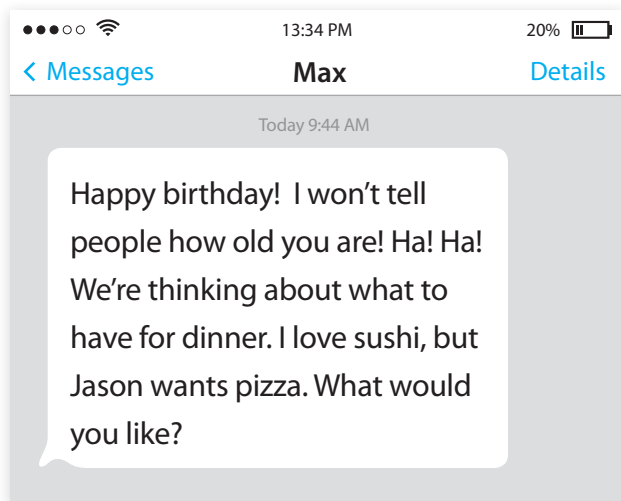 13:34 PM
20%
< Messages
Max
Details
Today 9:44 AM
Happy birthday!  I won’t tell
people how old you are! Ha! Ha!
We’re thinking about what to
have for dinner. I love sushi, but
Jason wants pizza. What would
you like?